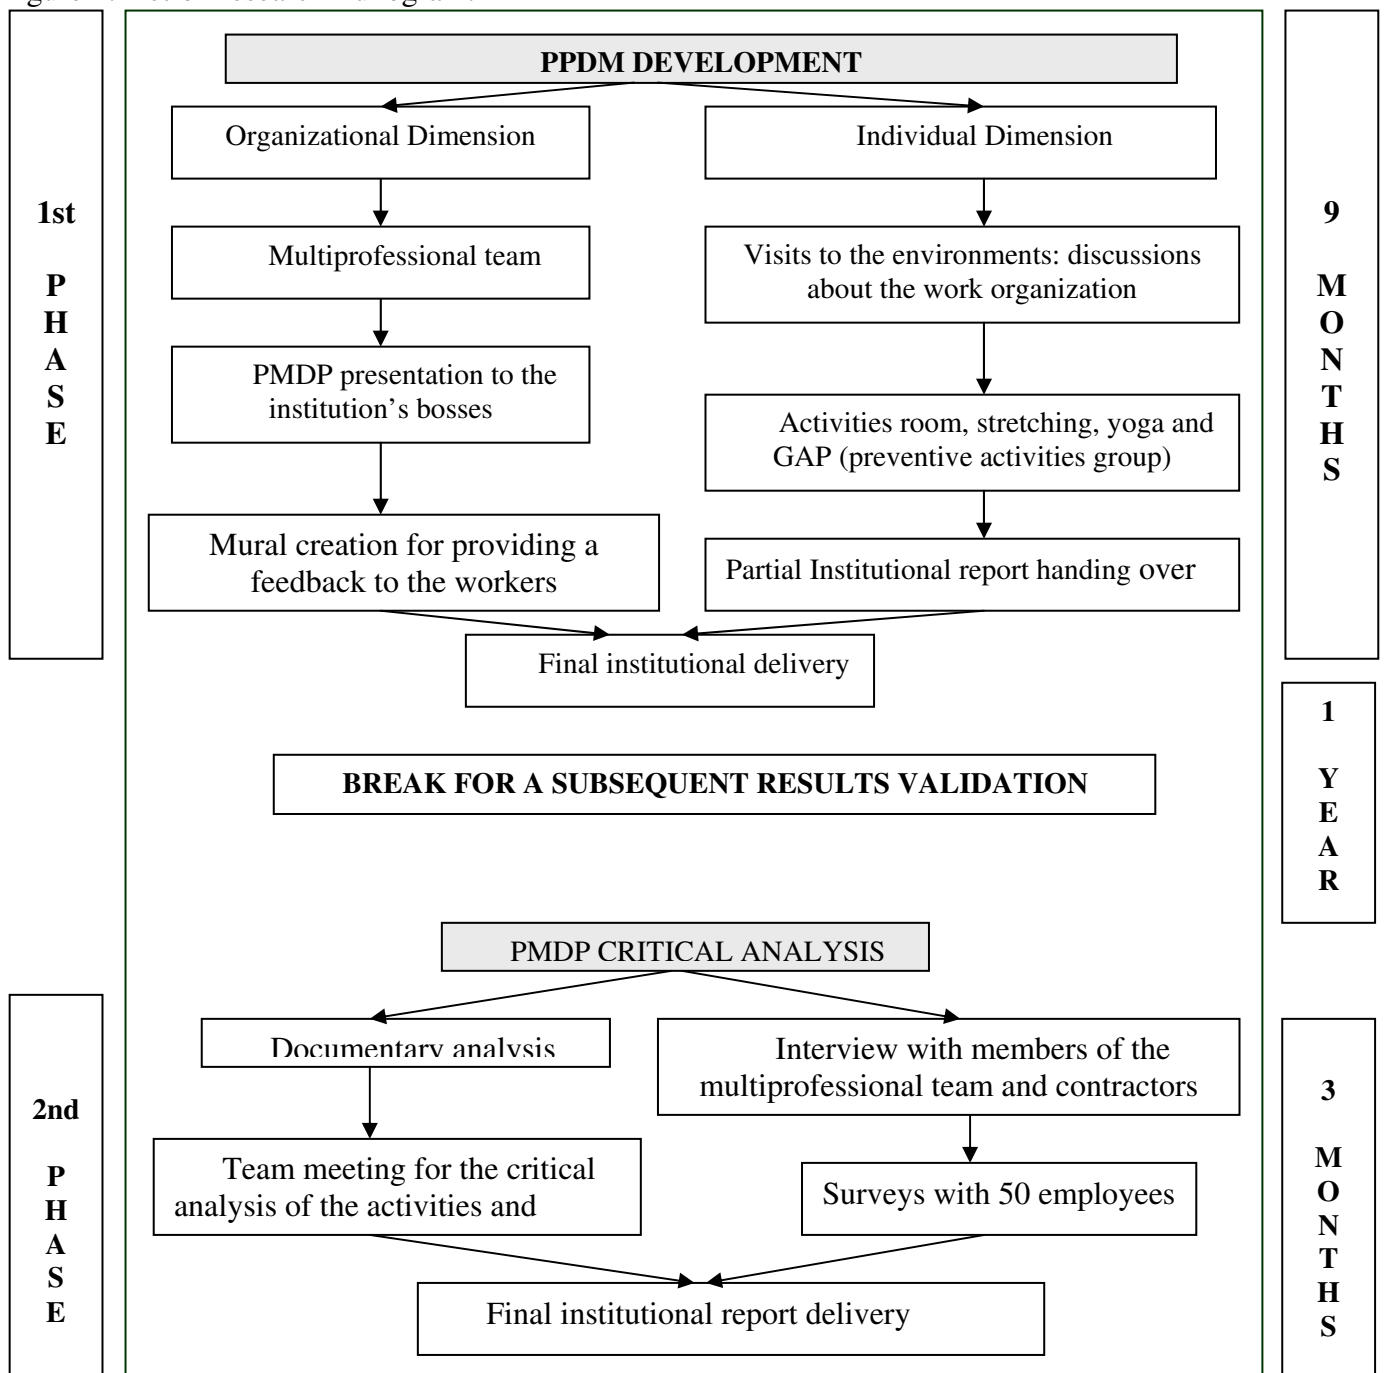 PPDM DEVELOPMENT
Organizational Dimension
Individual Dimension
1st
PHASE
9
MONTHS
Multiprofessional team
Visits to the environments: discussions
about the work organization
PMDP presentation to the
institution’s bosses
Activities room, stretching, yoga and
GAP (preventive activities group)
Mural creation for providing a
feedback to the workers
Partial Institutional report handing over
Final institutional delivery
1
YEAR
BREAK FOR A SUBSEQUENT RESULTS VALIDATION
PMDP CRITICAL ANALYSIS
Documentary analysis
Interview with members of the
multiprofessional team and contractors
2nd
PHASE
3
MONTHS
Team meeting for the critical
analysis of the activities and
Surveys with 50 employees
Final institutional report delivery